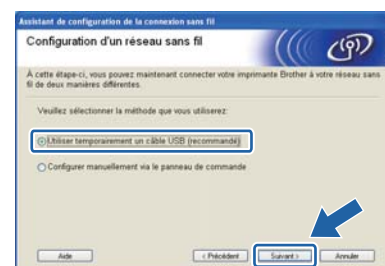 Assistant de configuration de la connexion sans fil
Configuration d'un réseau sans fil
A cette étape-ci, vous pouvez maintenant connecter votre imprimante Brother à votre réseau sans
fil de deux manières différentes.
Veuillez sélectionner la méthode que vous utiliserez:
Utiliser temporairement un câble USB (recommandé)
Configurer manuellement via le panneau de commande
Aide
< Précédent
Suivant >
Annuler